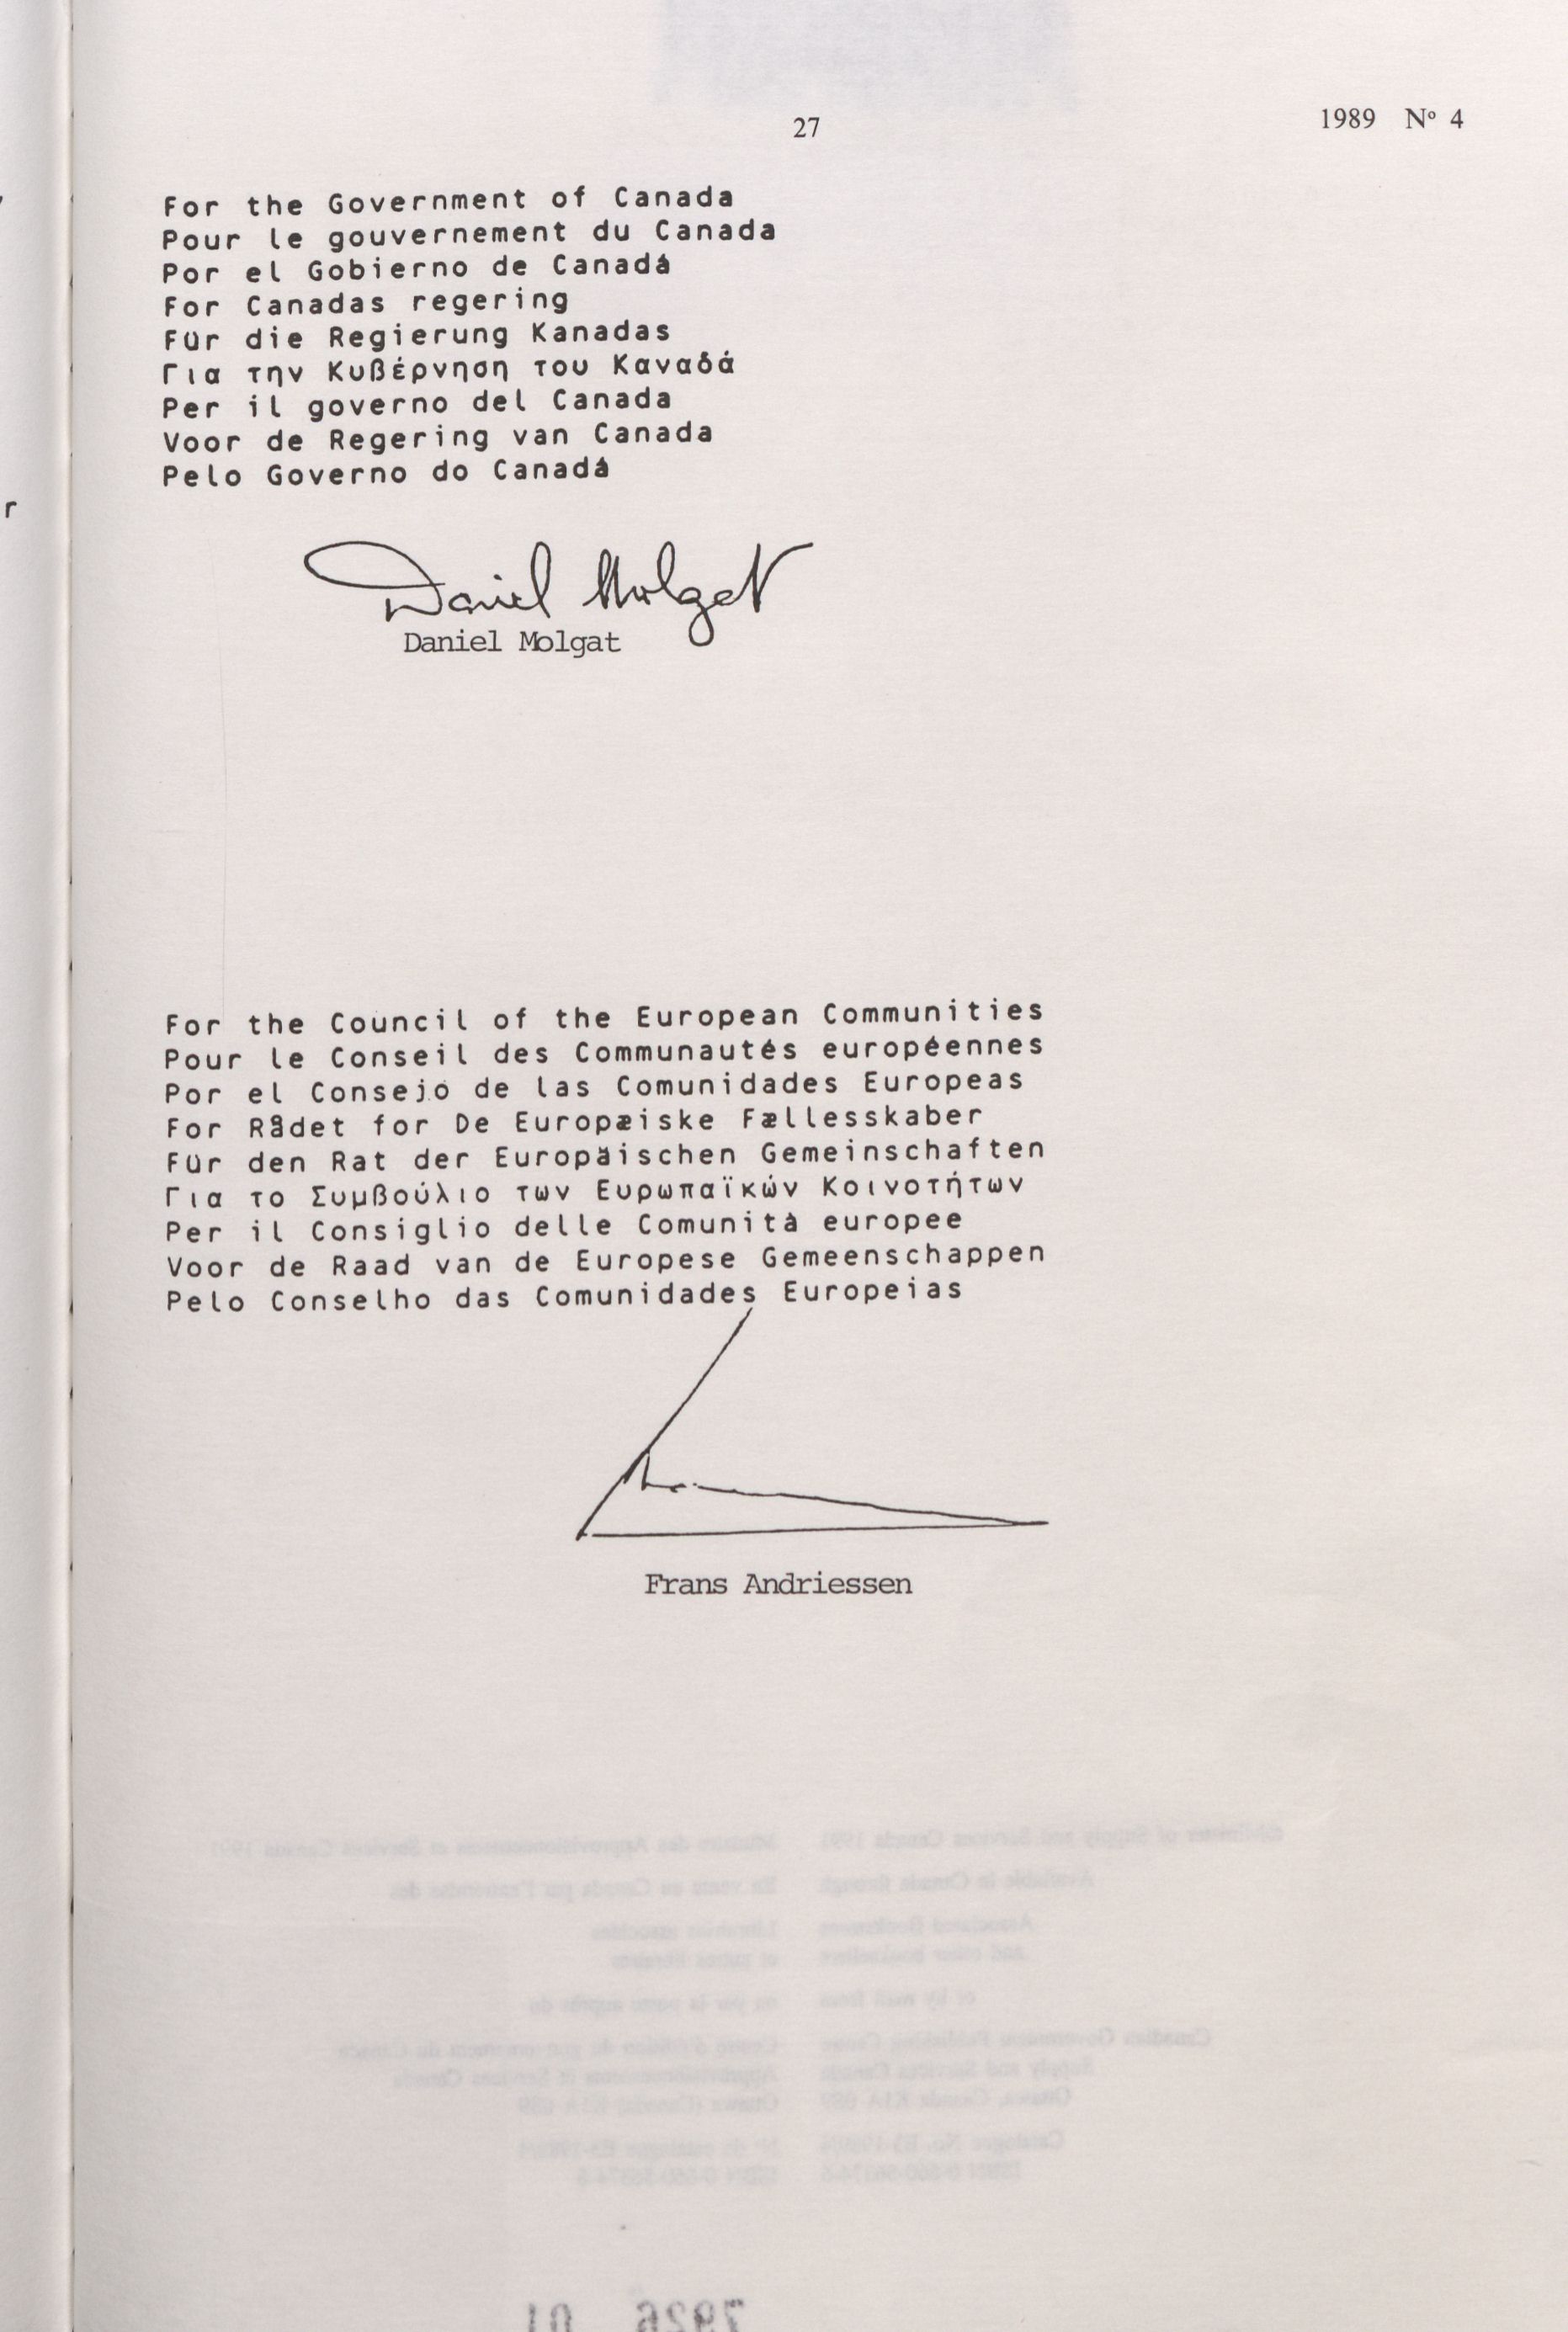 27
1989 Nº 4
For the Government of Canada
Pour le gouvernement du Canada
Por el Gobierno de Canadá
For Canadas regering
Für die Regierung Kanadas
Για την Κυβέρνηση του Καναδά
Per il governo del Canada
Voor de Regering van Canada
Pelo Governo do Canadá
r
Daniel Molgat
Daniel Molgat
For the Council of the European Communities
Pour le Conseil des Communautés européennes
Por el Consejo de las Comunidades Europeas
For Rådet for De Europæiske Fællesskaber
Für den Rat der Europäischen Gemeinschaften
Για το Συμβούλιο των Ευρωπαϊκών Κοινοτήτων
Per il Consiglio delle Comunità europee
Voor de Raad van de Europese Gemeenschappen
Pelo Conselho das Comunidades Europeias
Frans Andriessen